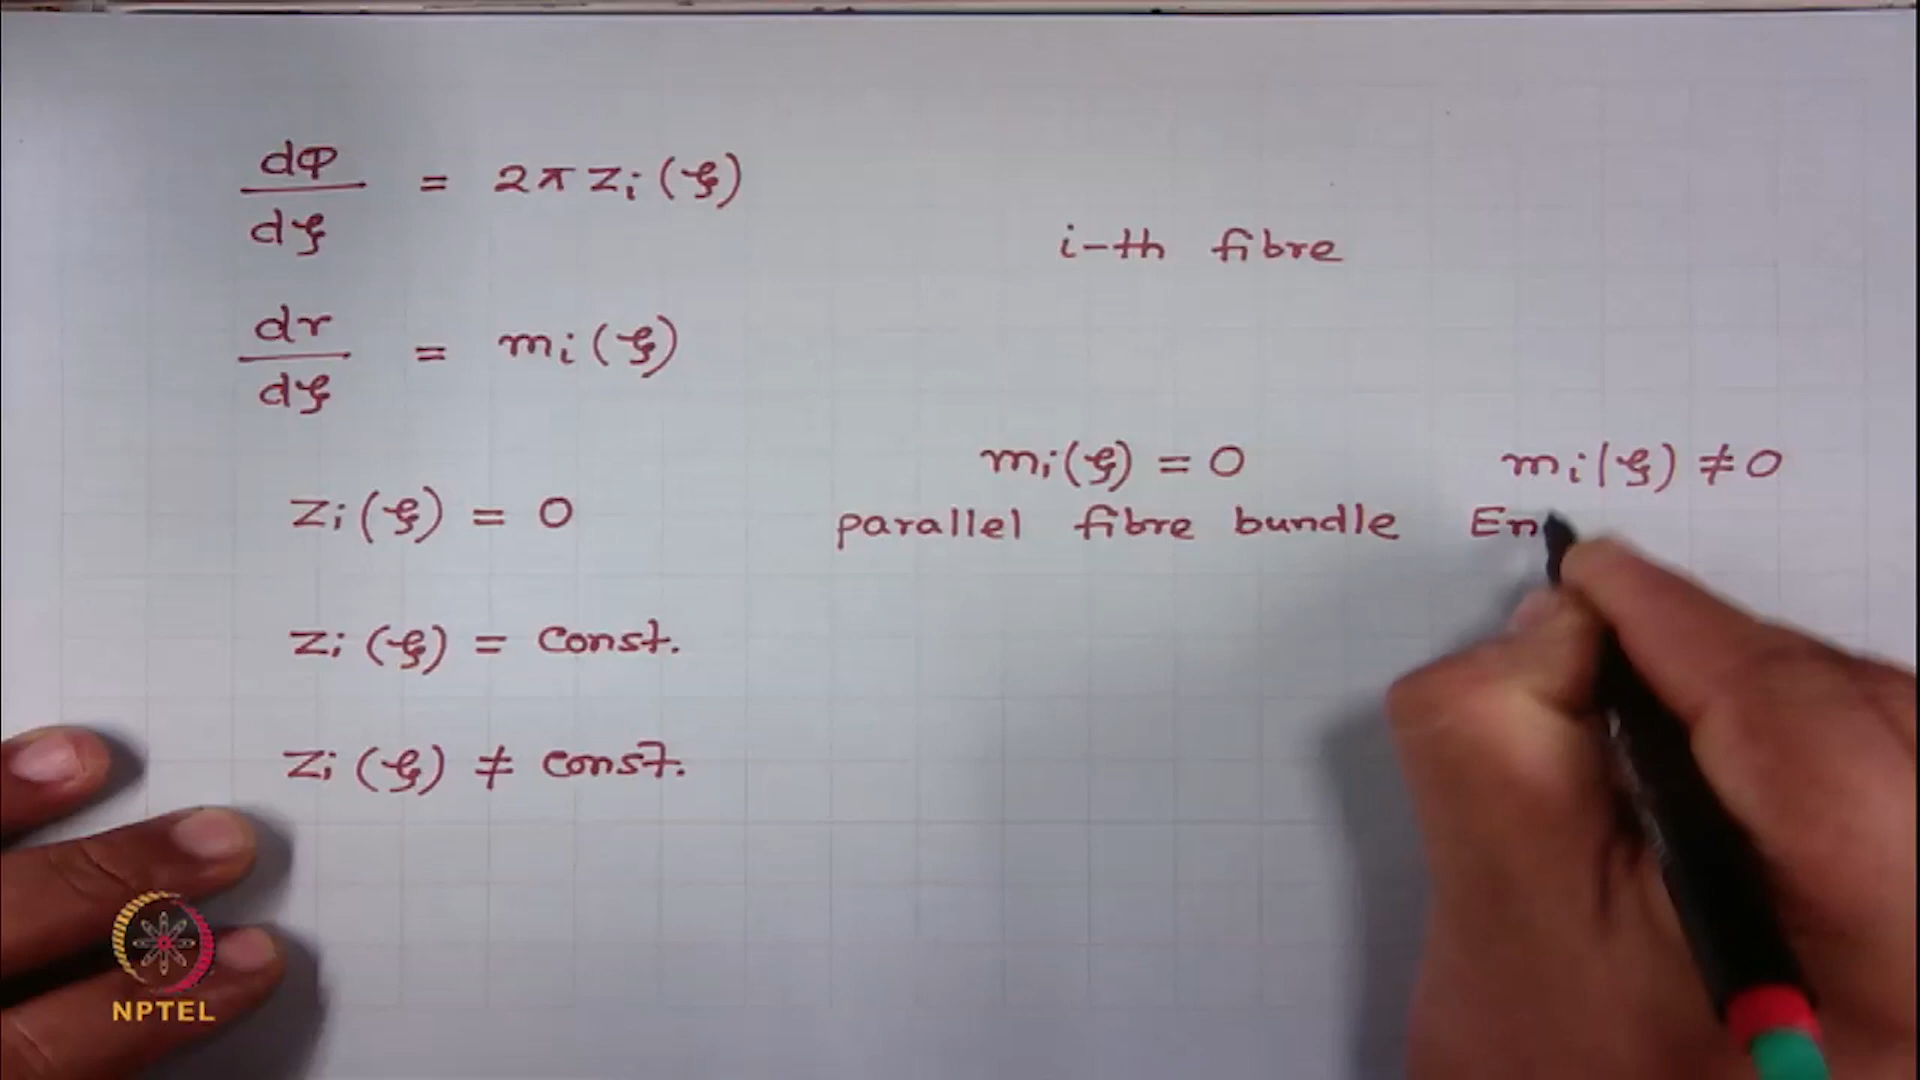 dφ/dξ = 2π zᵢ (ξ)
i-th fibre
dr/dξ = mᵢ (ξ)
mᵢ(ξ) = 0 mᵢ(ξ) ≠ 0
zᵢ (ξ) = 0 parallel fibre bundle En
zᵢ (ξ) = const.
zᵢ (ξ) ≠ const.
NPTEL